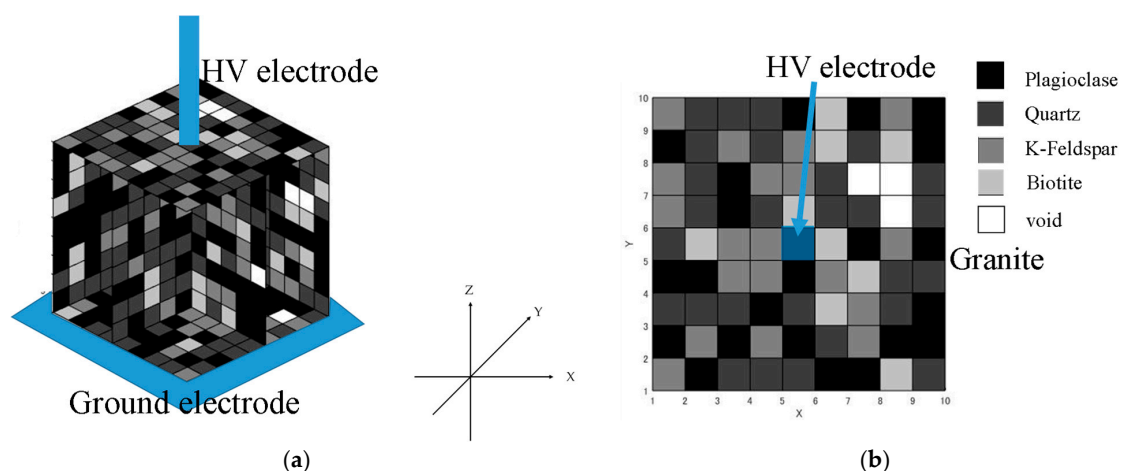 HV electrode
Ground electrode
Z
Y
X
(a)
HV electrode
Plagioclase
Quartz
K-Feldspar
Biotite
void
Granite
10
9
8
7
6
5
4
3
2
1
Y
1 2 3 4 5 6 7 8 9 10
X
(b)